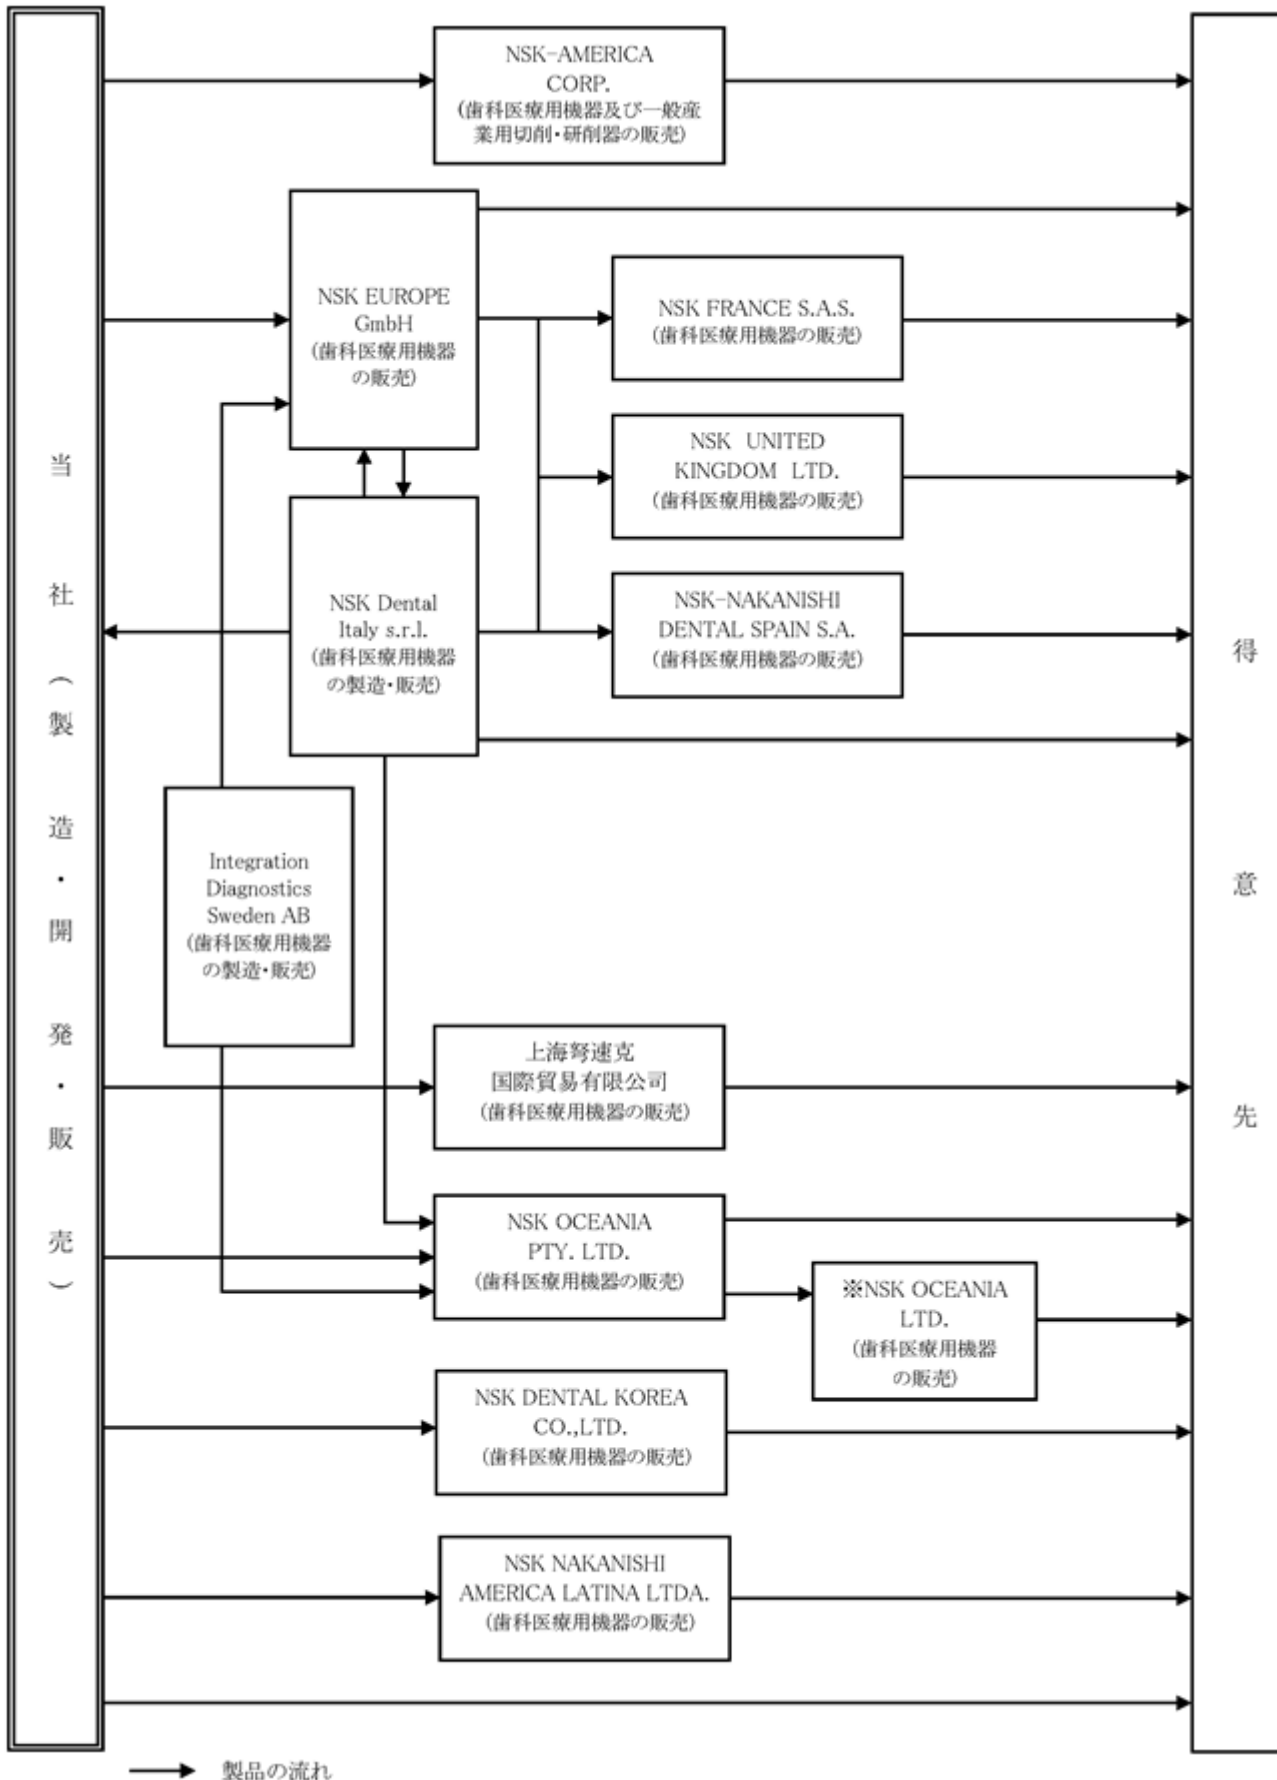 当社(製造・開発・販売)
NSK-AMERICA
CORP.
(歯科医療用機器及び一般産
業用切削・研削器の販売)
NSK EUROPE
GmbH
(歯科医療用機器
の販売)
NSK FRANCE S.A.S.
(歯科医療用機器の販売)
NSK UNITED
KINGDOM LTD.
(歯科医療用機器の販売)
NSK Dental
Italy s.r.l.
(歯科医療用機器
の製造・販売)
NSK-NAKANISHI
DENTAL SPAIN S.A.
(歯科医療用機器の販売)
Integration
Diagnostics
Sweden AB
(歯科医療用機器
の製造・販売)
上海弩速克
国際貿易有限公司
(歯科医療用機器の販売)
NSK OCEANIA
PTY. LTD.
(歯科医療用機器の販売)
※NSK OCEANIA
LTD.
(歯科医療用機器
の販売)
NSK DENTAL KOREA
CO.,LTD.
(歯科医療用機器の販売)
NSK NAKANISHI
AMERICA LATINA LTDA.
(歯科医療用機器の販売)
得意先
製品の流れ